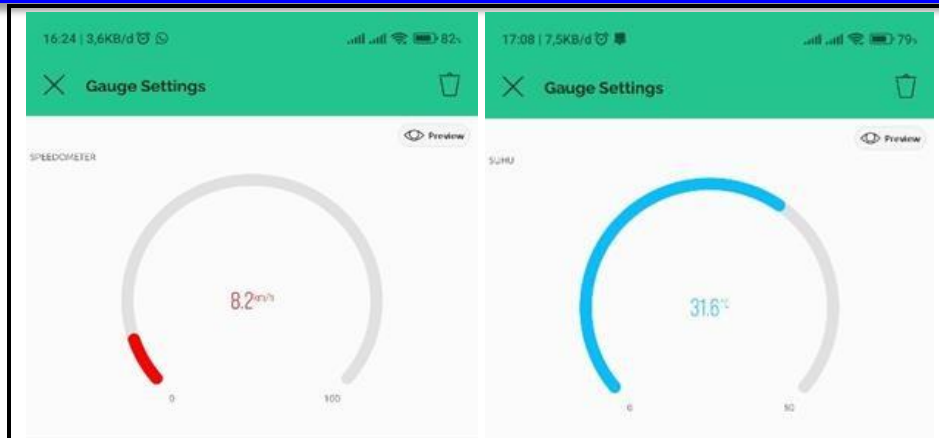 16:24 | 3,6KB/d
82%
Gauge Settings
Preview
SPEEDOMETER
8.2 km/h
0
100
17:08 | 7,5KB/d
79%
Gauge Settings
Preview
SUHU
31.6 °C
0
50